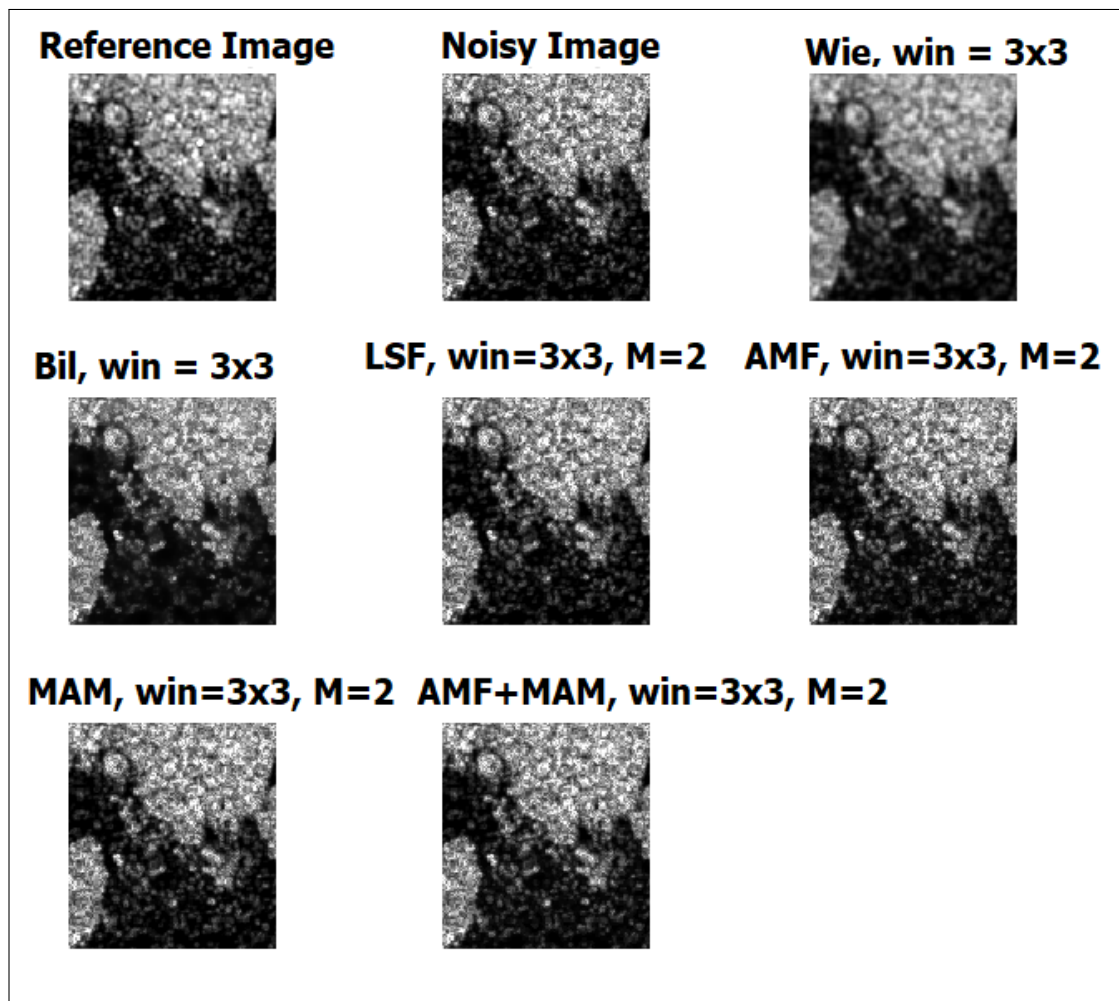 Reference Image
Noisy Image
Wie, win = 3x3
Bil, win = 3x3
LSF, win=3x3, M=2
AMF, win=3x3, M=2
MAM, win=3x3, M=2
AMF+MAM, win=3x3, M=2